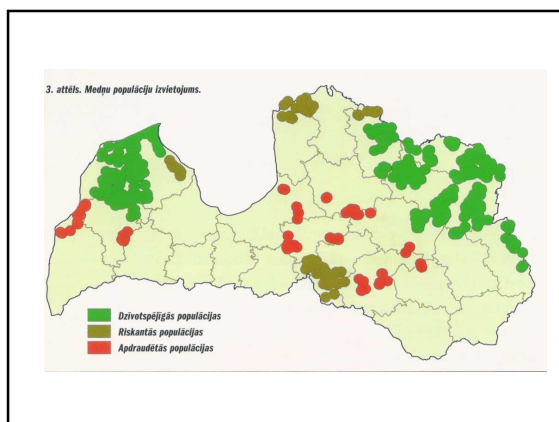 3. attēls. Medņu populāciju izvietojums.
Dzīvotspējīgās populācijas
Riskantās populācijas
Apdraudētās populācijas